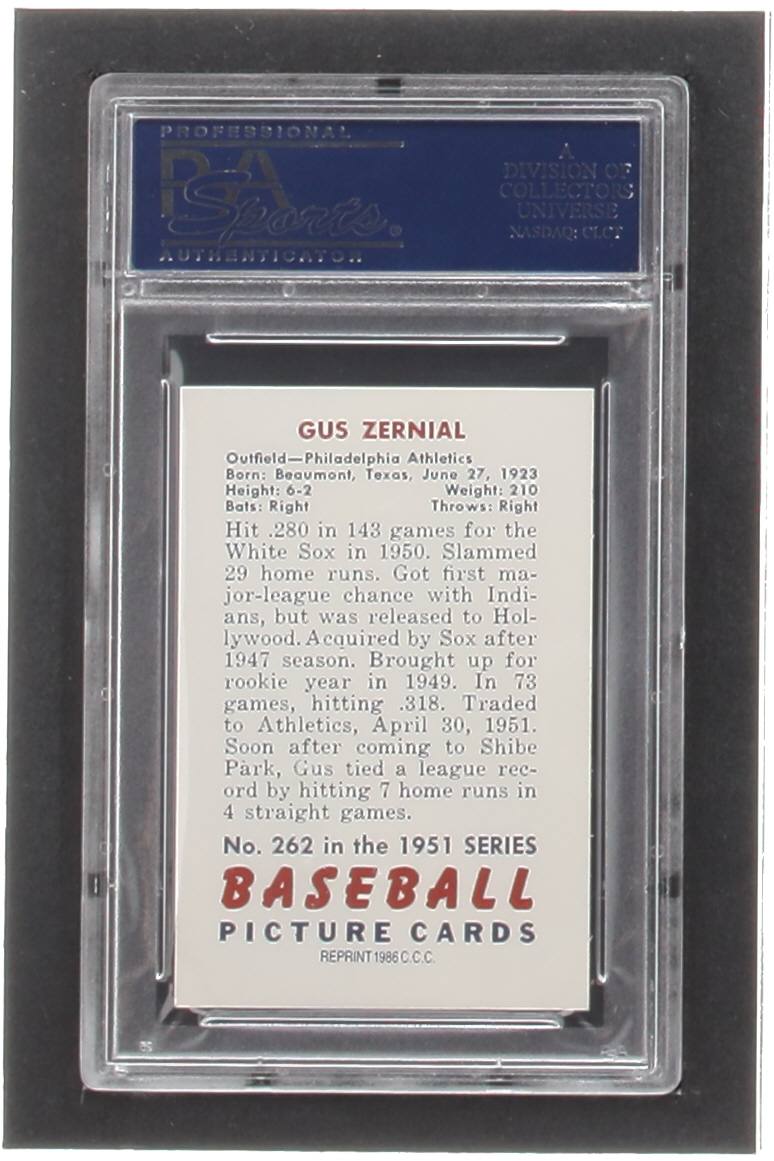 PROFESSIONAL
PSA
Sports®
AUTHENTICATOR
A
DIVISION OF
COLLECTORS
UNIVERSE
NASDAQ: CLCT
GUS ZERNIAL
Outfield—Philadelphia Athletics
Born: Beaumont, Texas, June 27, 1923
Height: 6-2 Weight: 210
Bats: Right Throws: Right
Hit .280 in 143 games for the
White Sox in 1950. Slammed
29 home runs. Got first ma-
jor-league chance with Indi-
ans, but was released to Hol-
lywood. Acquired by Sox after
1947 season. Brought up for
rookie year in 1949. In 73
games, hitting .318. Traded
to Athletics, April 30, 1951.
Soon after coming to Shibe
Park, Gus tied a league rec-
ord by hitting 7 home runs in
4 straight games.
No. 262 in the 1951 SERIES
BASEBALL
PICTURE CARDS
REPRINT 1986 C.C.C.